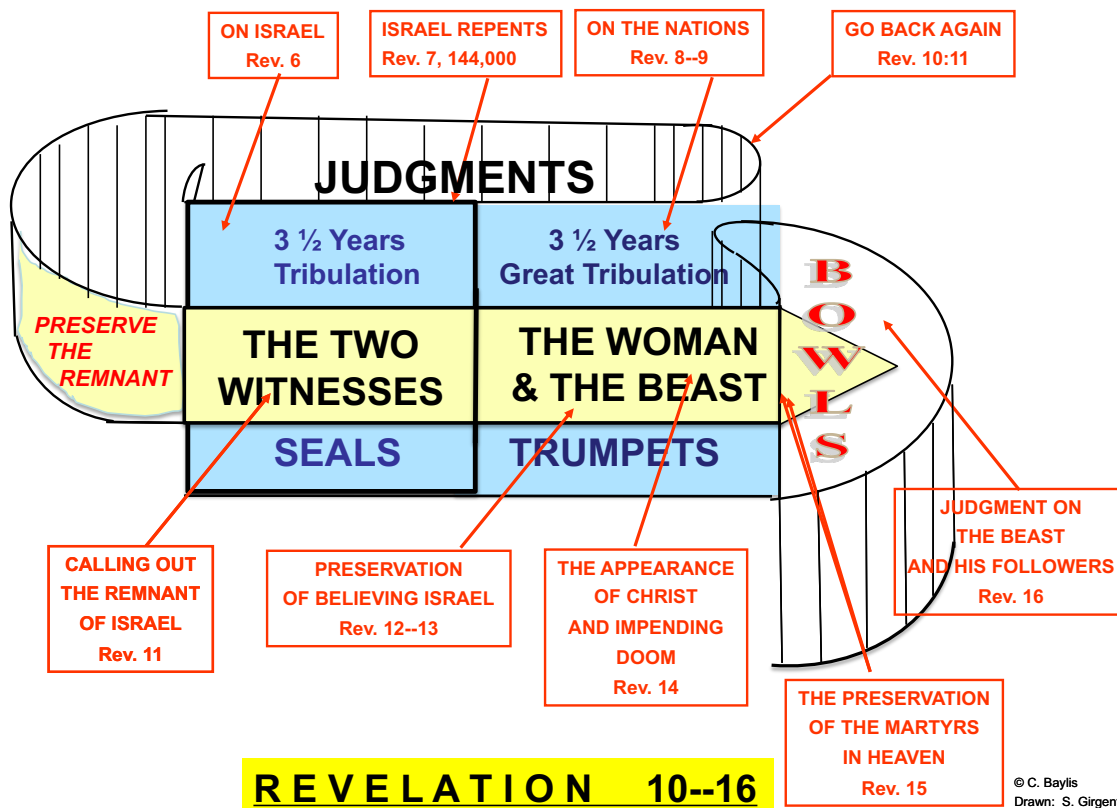 ON ISRAEL
Rev. 6
ISRAEL REPENTS
Rev. 7, 144,000
ON THE NATIONS
Rev. 8--9
GO BACK AGAIN
Rev. 10:11
JUDGMENTS
3 ½ Years
Tribulation
3 ½ Years
Great Tribulation
PRESERVE
THE
REMNANT
THE TWO
WITNESSES
THE WOMAN
& THE BEAST
BOWLS
SEALS
TRUMPETS
CALLING OUT
THE REMNANT
OF ISRAEL
Rev. 11
PRESERVATION
OF BELIEVING ISRAEL
Rev. 12--13
THE APPEARANCE
OF CHRIST
AND IMPENDING
DOOM
Rev. 14
JUDGMENT ON
THE BEAST
AND HIS FOLLOWERS
Rev. 16
THE PRESERVATION
OF THE MARTYRS
IN HEAVEN
Rev. 15
REVELATION 10--16
© C. Baylis
Drawn: S. Girgen